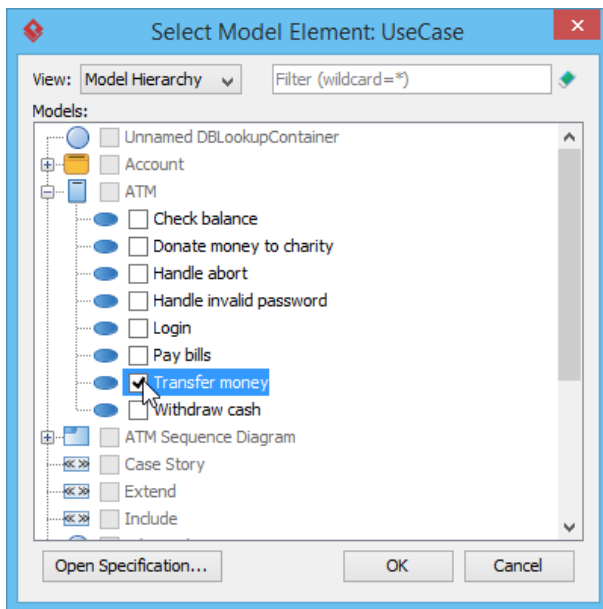 Select Model Element: UseCase
View: Model Hierarchy Filter (wildcard=*)
Models:
Unnamed DBLookupContainer
Account
ATM
Check balance
Donate money to charity
Handle abort
Handle invalid password
Login
Pay bills
Transfer money
Withdraw cash
ATM Sequence Diagram
Case Story
Extend
Include
Open Specification... OK Cancel